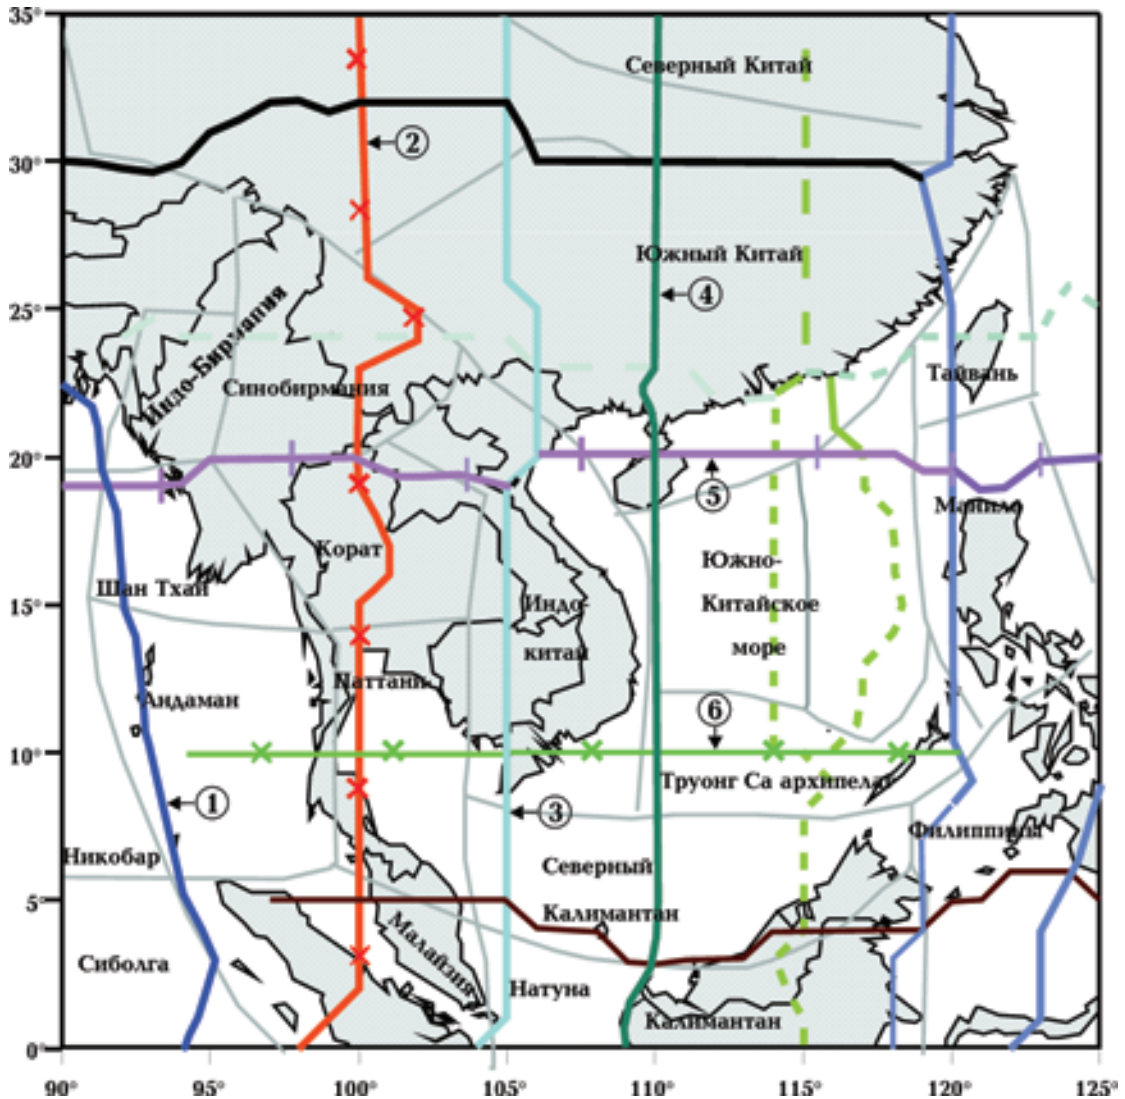 35°
Северный Китай
②
30°
Южный Китай
④
25°
Индо-Бирмания
Тайвань
Синобирмания
20°
⑤
Манило
Корат
Южно-
Шан Тхай
15°
Индо-
Китайское
китай
море
Паттани
Андаман
⑥
10°
Труонг Са архипелаг
①
③
Филиппины
Никобар
Северный
5°
Калимантан
Малайзия
Сиболга
Натуна
Калимантан
0°
90° 95° 100° 105° 110° 115° 120° 125°